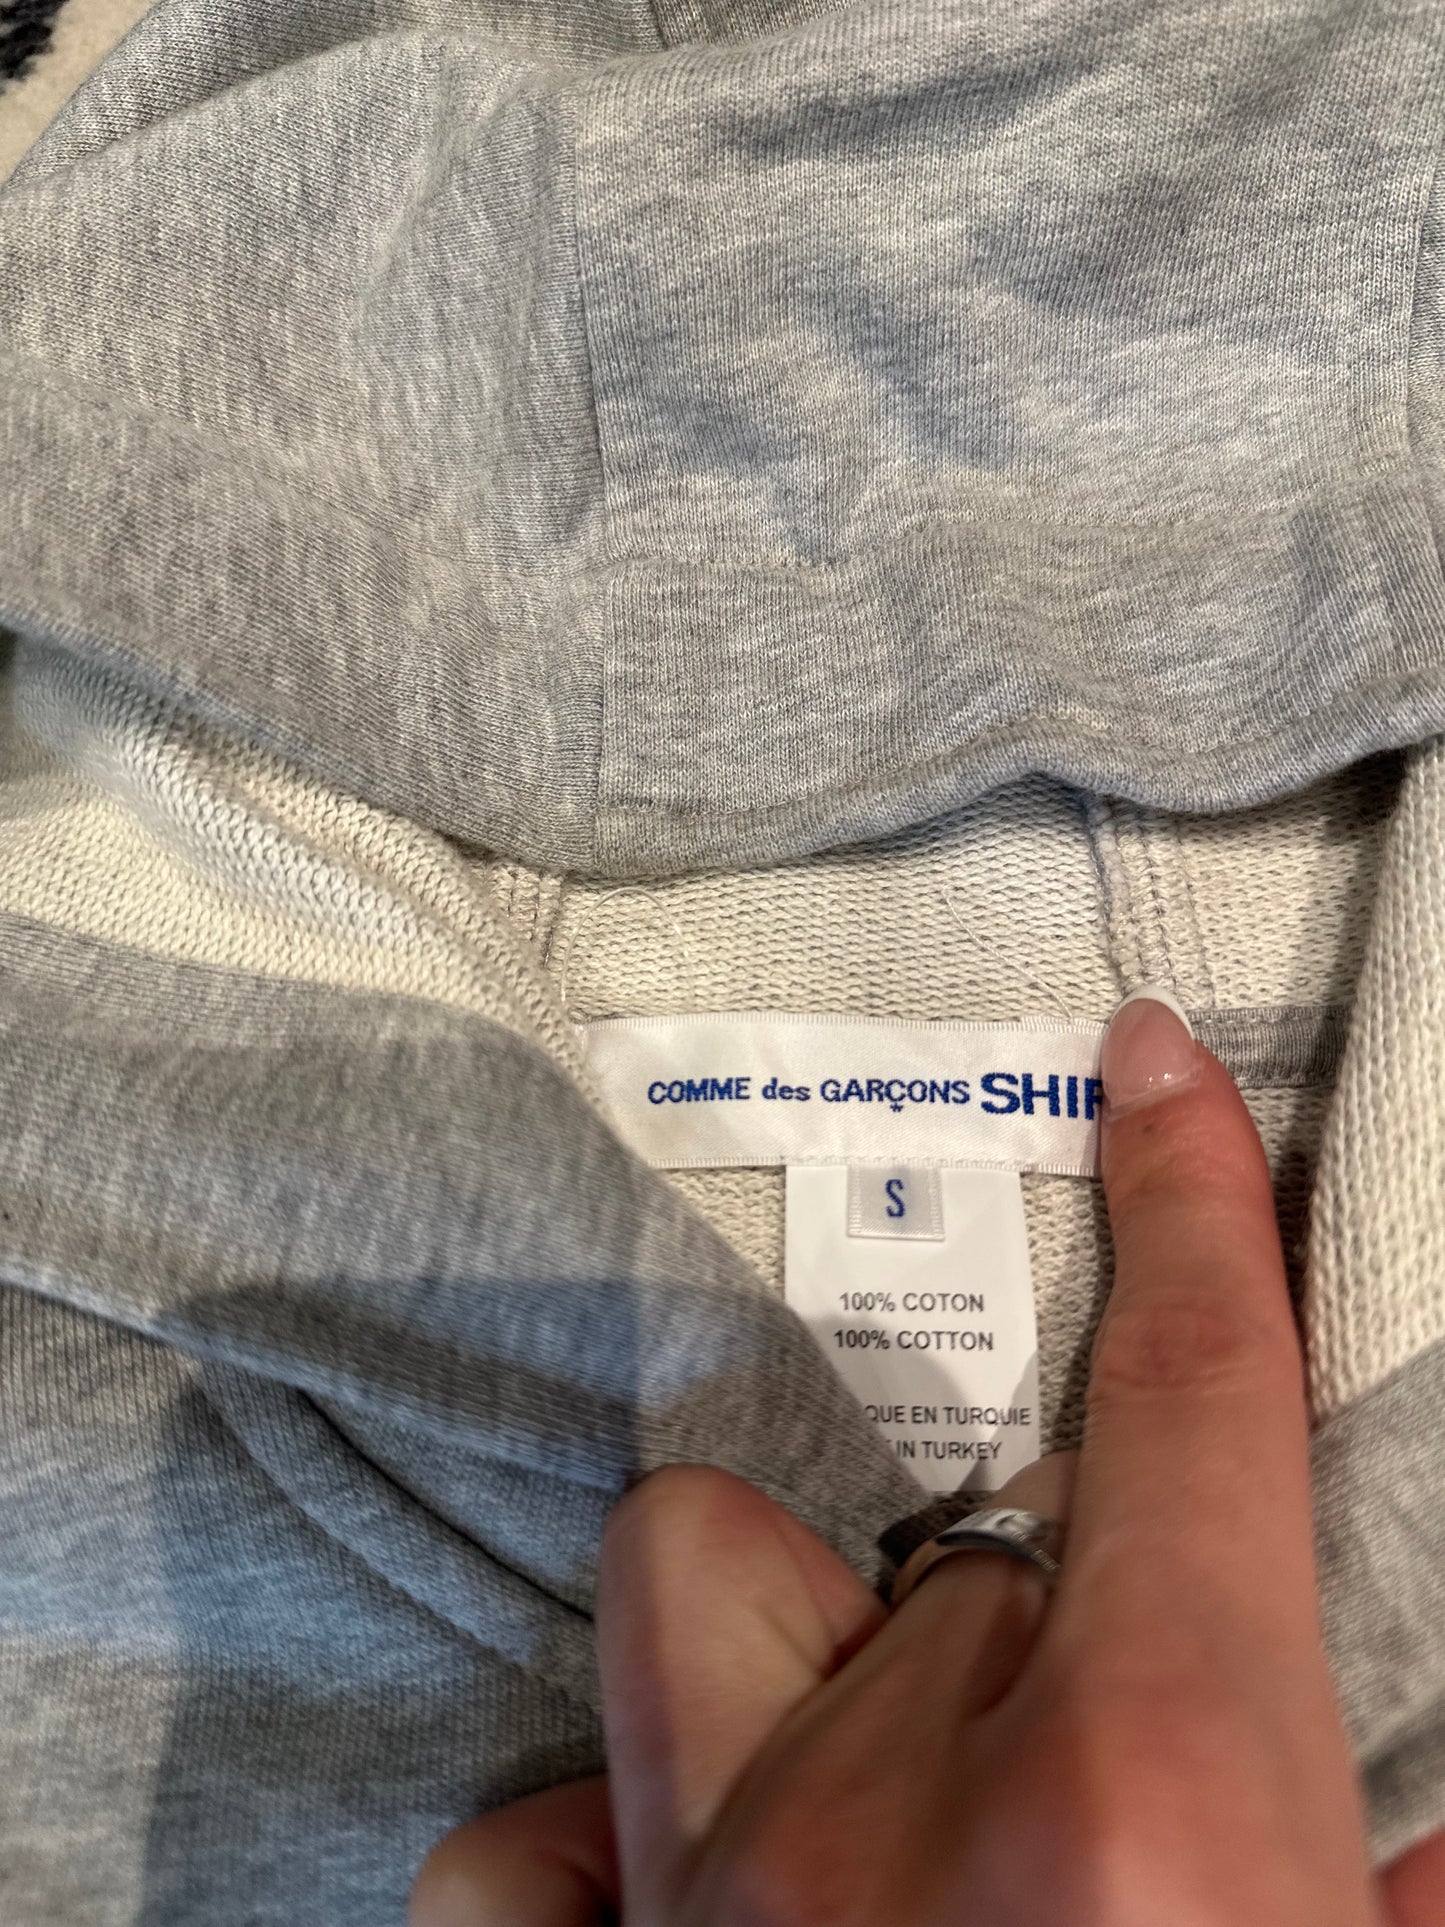 COMME des GARÇONS SHIR
S
100% COTON
100% COTTON
QUE EN TURQUIE
IN TURKEY